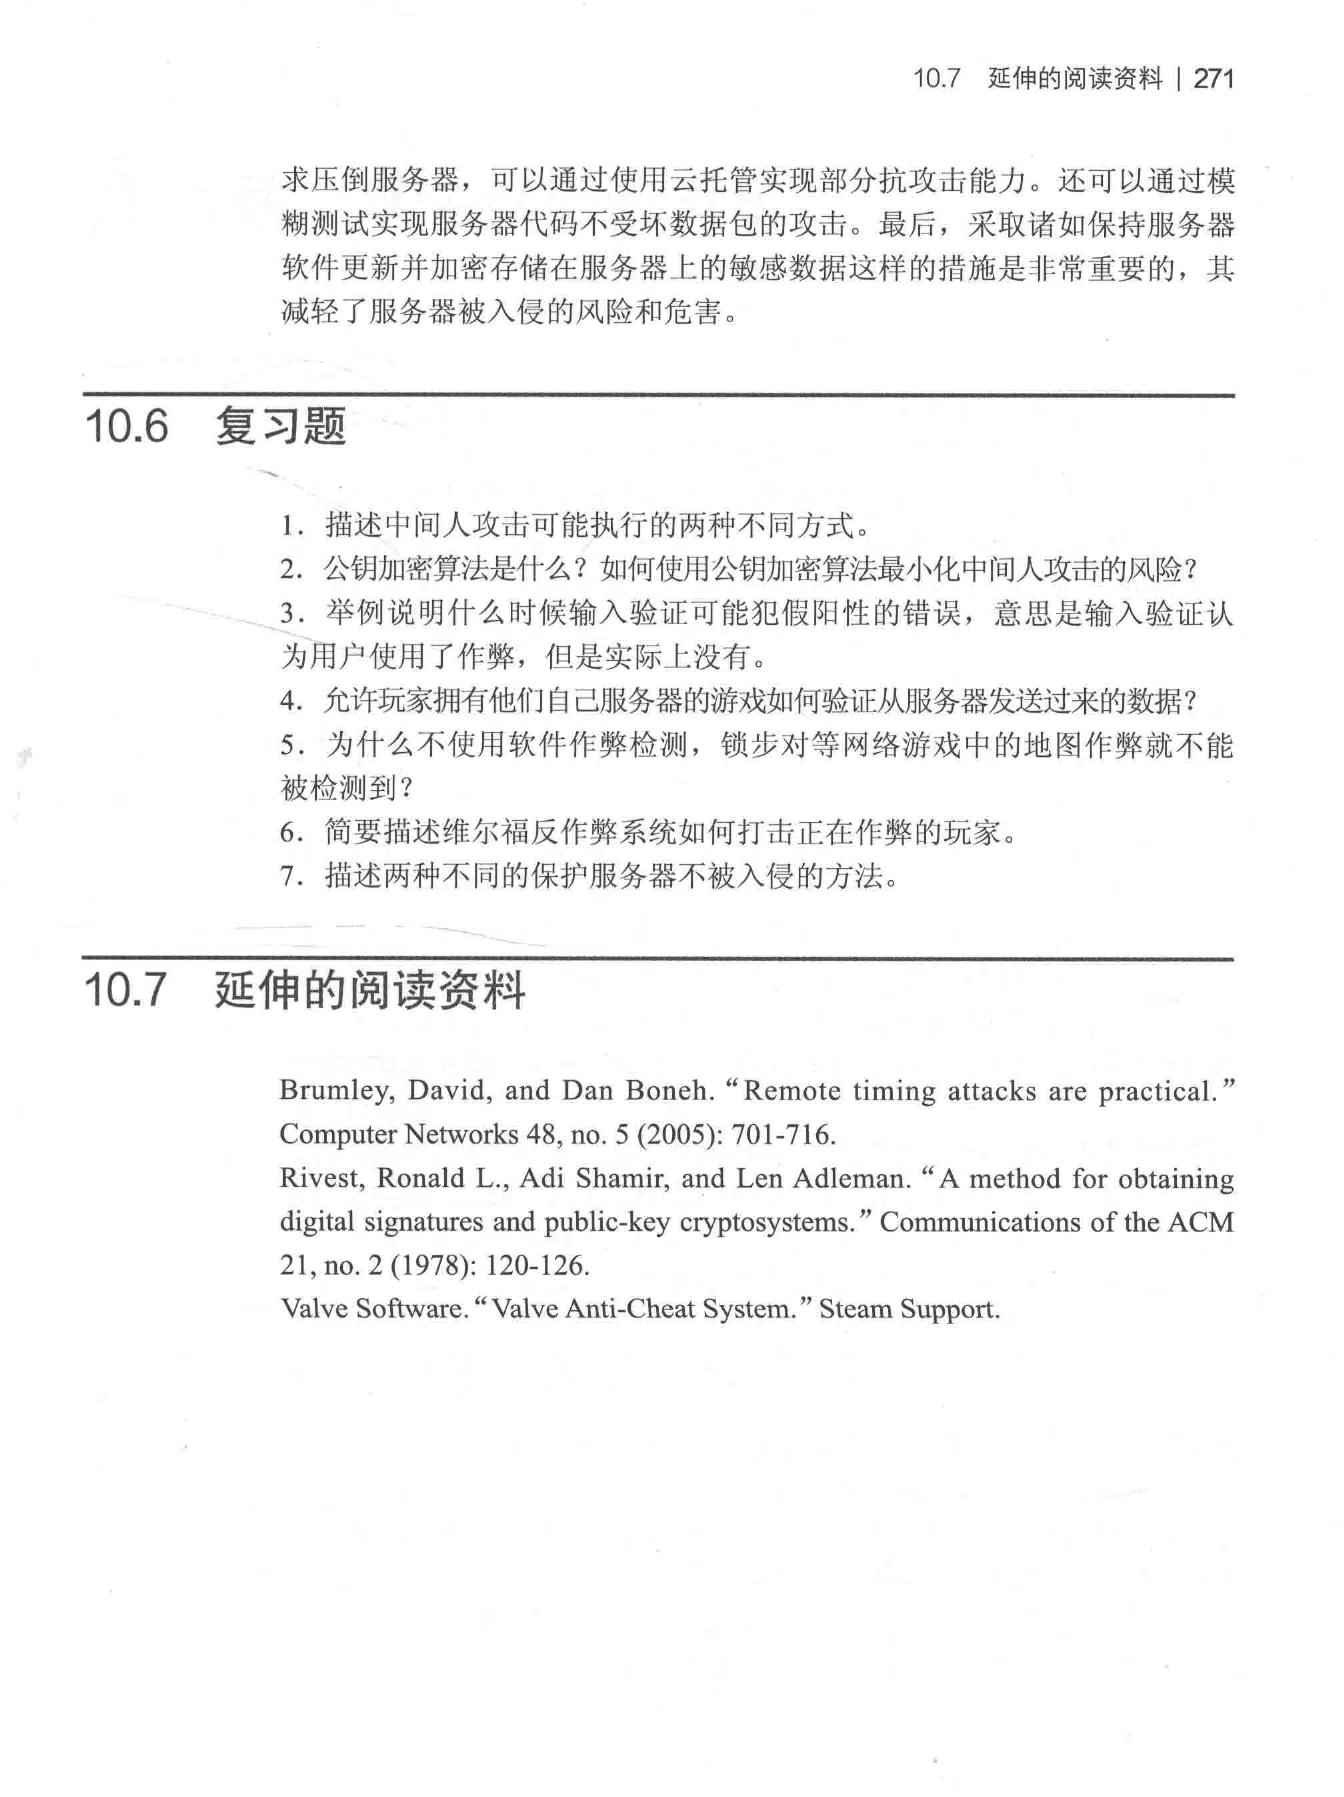 10.7 延伸的阅读资料 | 271
求压倒服务器，可以通过使用云托管实现部分抗攻击能力。还可以通过模
糊测试实现服务器代码不受坏数据包的攻击。最后，采取诸如保持服务器
软件更新并加密存储在服务器上的敏感数据这样的措施是非常重要的，其
减轻了服务器被入侵的风险和危害。
10.6 复习题
1．描述中间人攻击可能执行的两种不同方式。
2．公钥加密算法是什么？如何使用公钥加密算法最小化中间人攻击的风险？
3．举例说明什么时候输入验证可能犯假阳性的错误，意思是输入验证认
为用户使用了作弊，但是实际上没有。
4．允许玩家拥有他们自己服务器的游戏如何验证从服务器发送过来的数据？
5．为什么不使用软件作弊检测，锁步对等网络游戏中的地图作弊就不能
被检测到？
6．简要描述维尔福反作弊系统如何打击正在作弊的玩家。
7．描述两种不同的保护服务器不被入侵的方法。
10.7 延伸的阅读资料
Brumley, David, and Dan Boneh. “Remote timing attacks are practical.”
Computer Networks 48, no. 5 (2005): 701-716.
Rivest, Ronald L., Adi Shamir, and Len Adleman. “A method for obtaining
digital signatures and public-key cryptosystems.” Communications of the ACM
21, no. 2 (1978): 120-126.
Valve Software. “Valve Anti-Cheat System.” Steam Support.